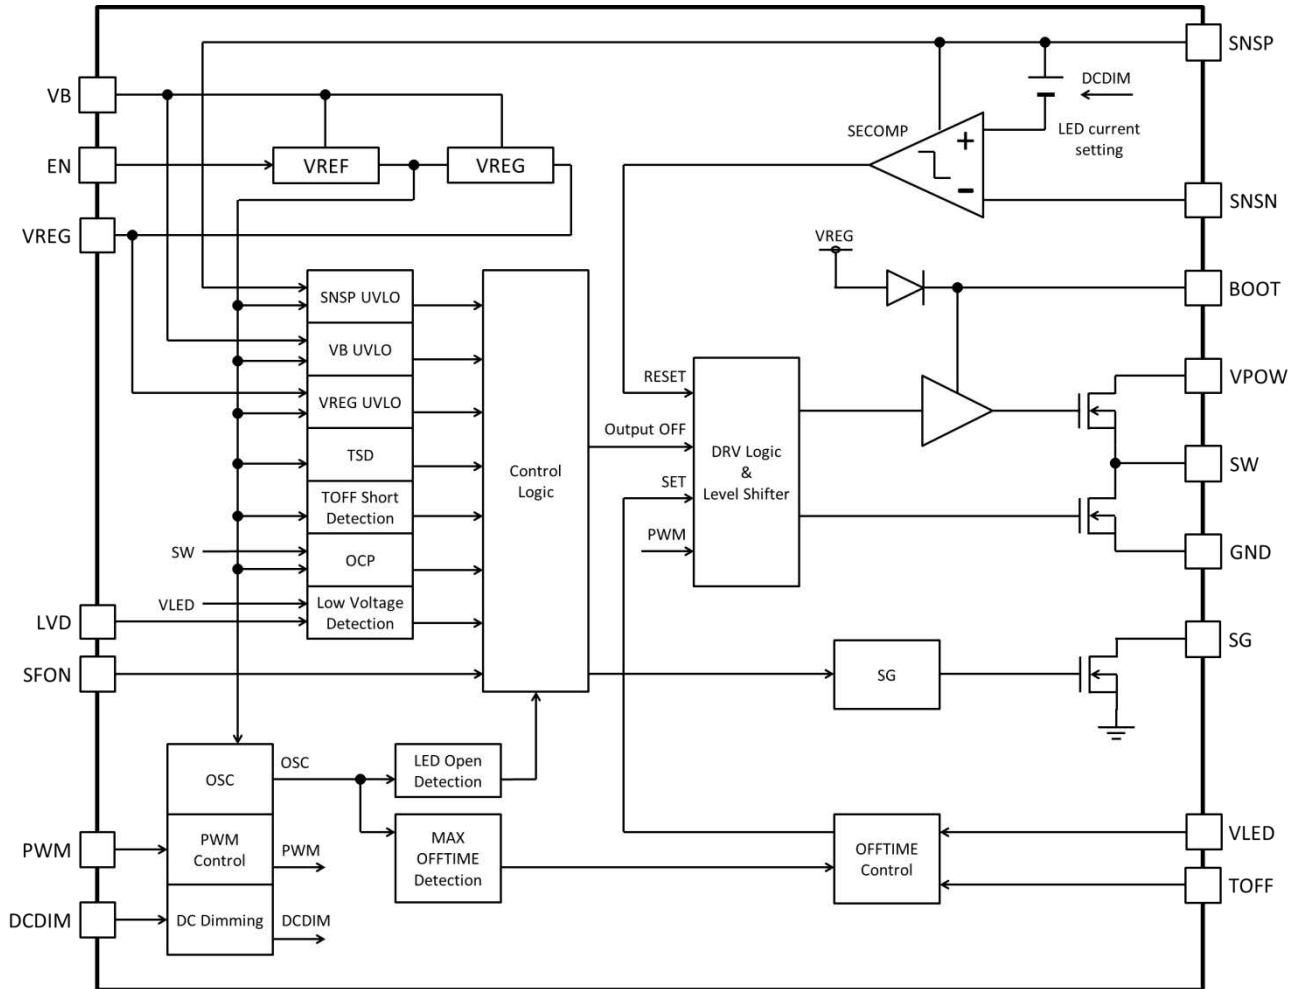 SNSP
VB
DCDIM
SECOMP
LED current
setting
EN
VREF
VREG
+
-
SNSN
VREG
VREG
BOOT
SNSP UVLO
VB UVLO
VREG UVLO
TSD
TOFF Short
Detection
SW
OCP
VLED
Low Voltage
Detection
LVD
SFON
Control
Logic
RESET
Output OFF
SET
PWM
DRV Logic
&
Level Shifter
VPOW
SW
GND
SG
SG
OSC
OSC
LED Open
Detection
PWM
PWM
Control
PWM
MAX
OFFTIME
Detection
OFFTIME
Control
VLED
TOFF
DCDIM
DC Dimming
DCDIM